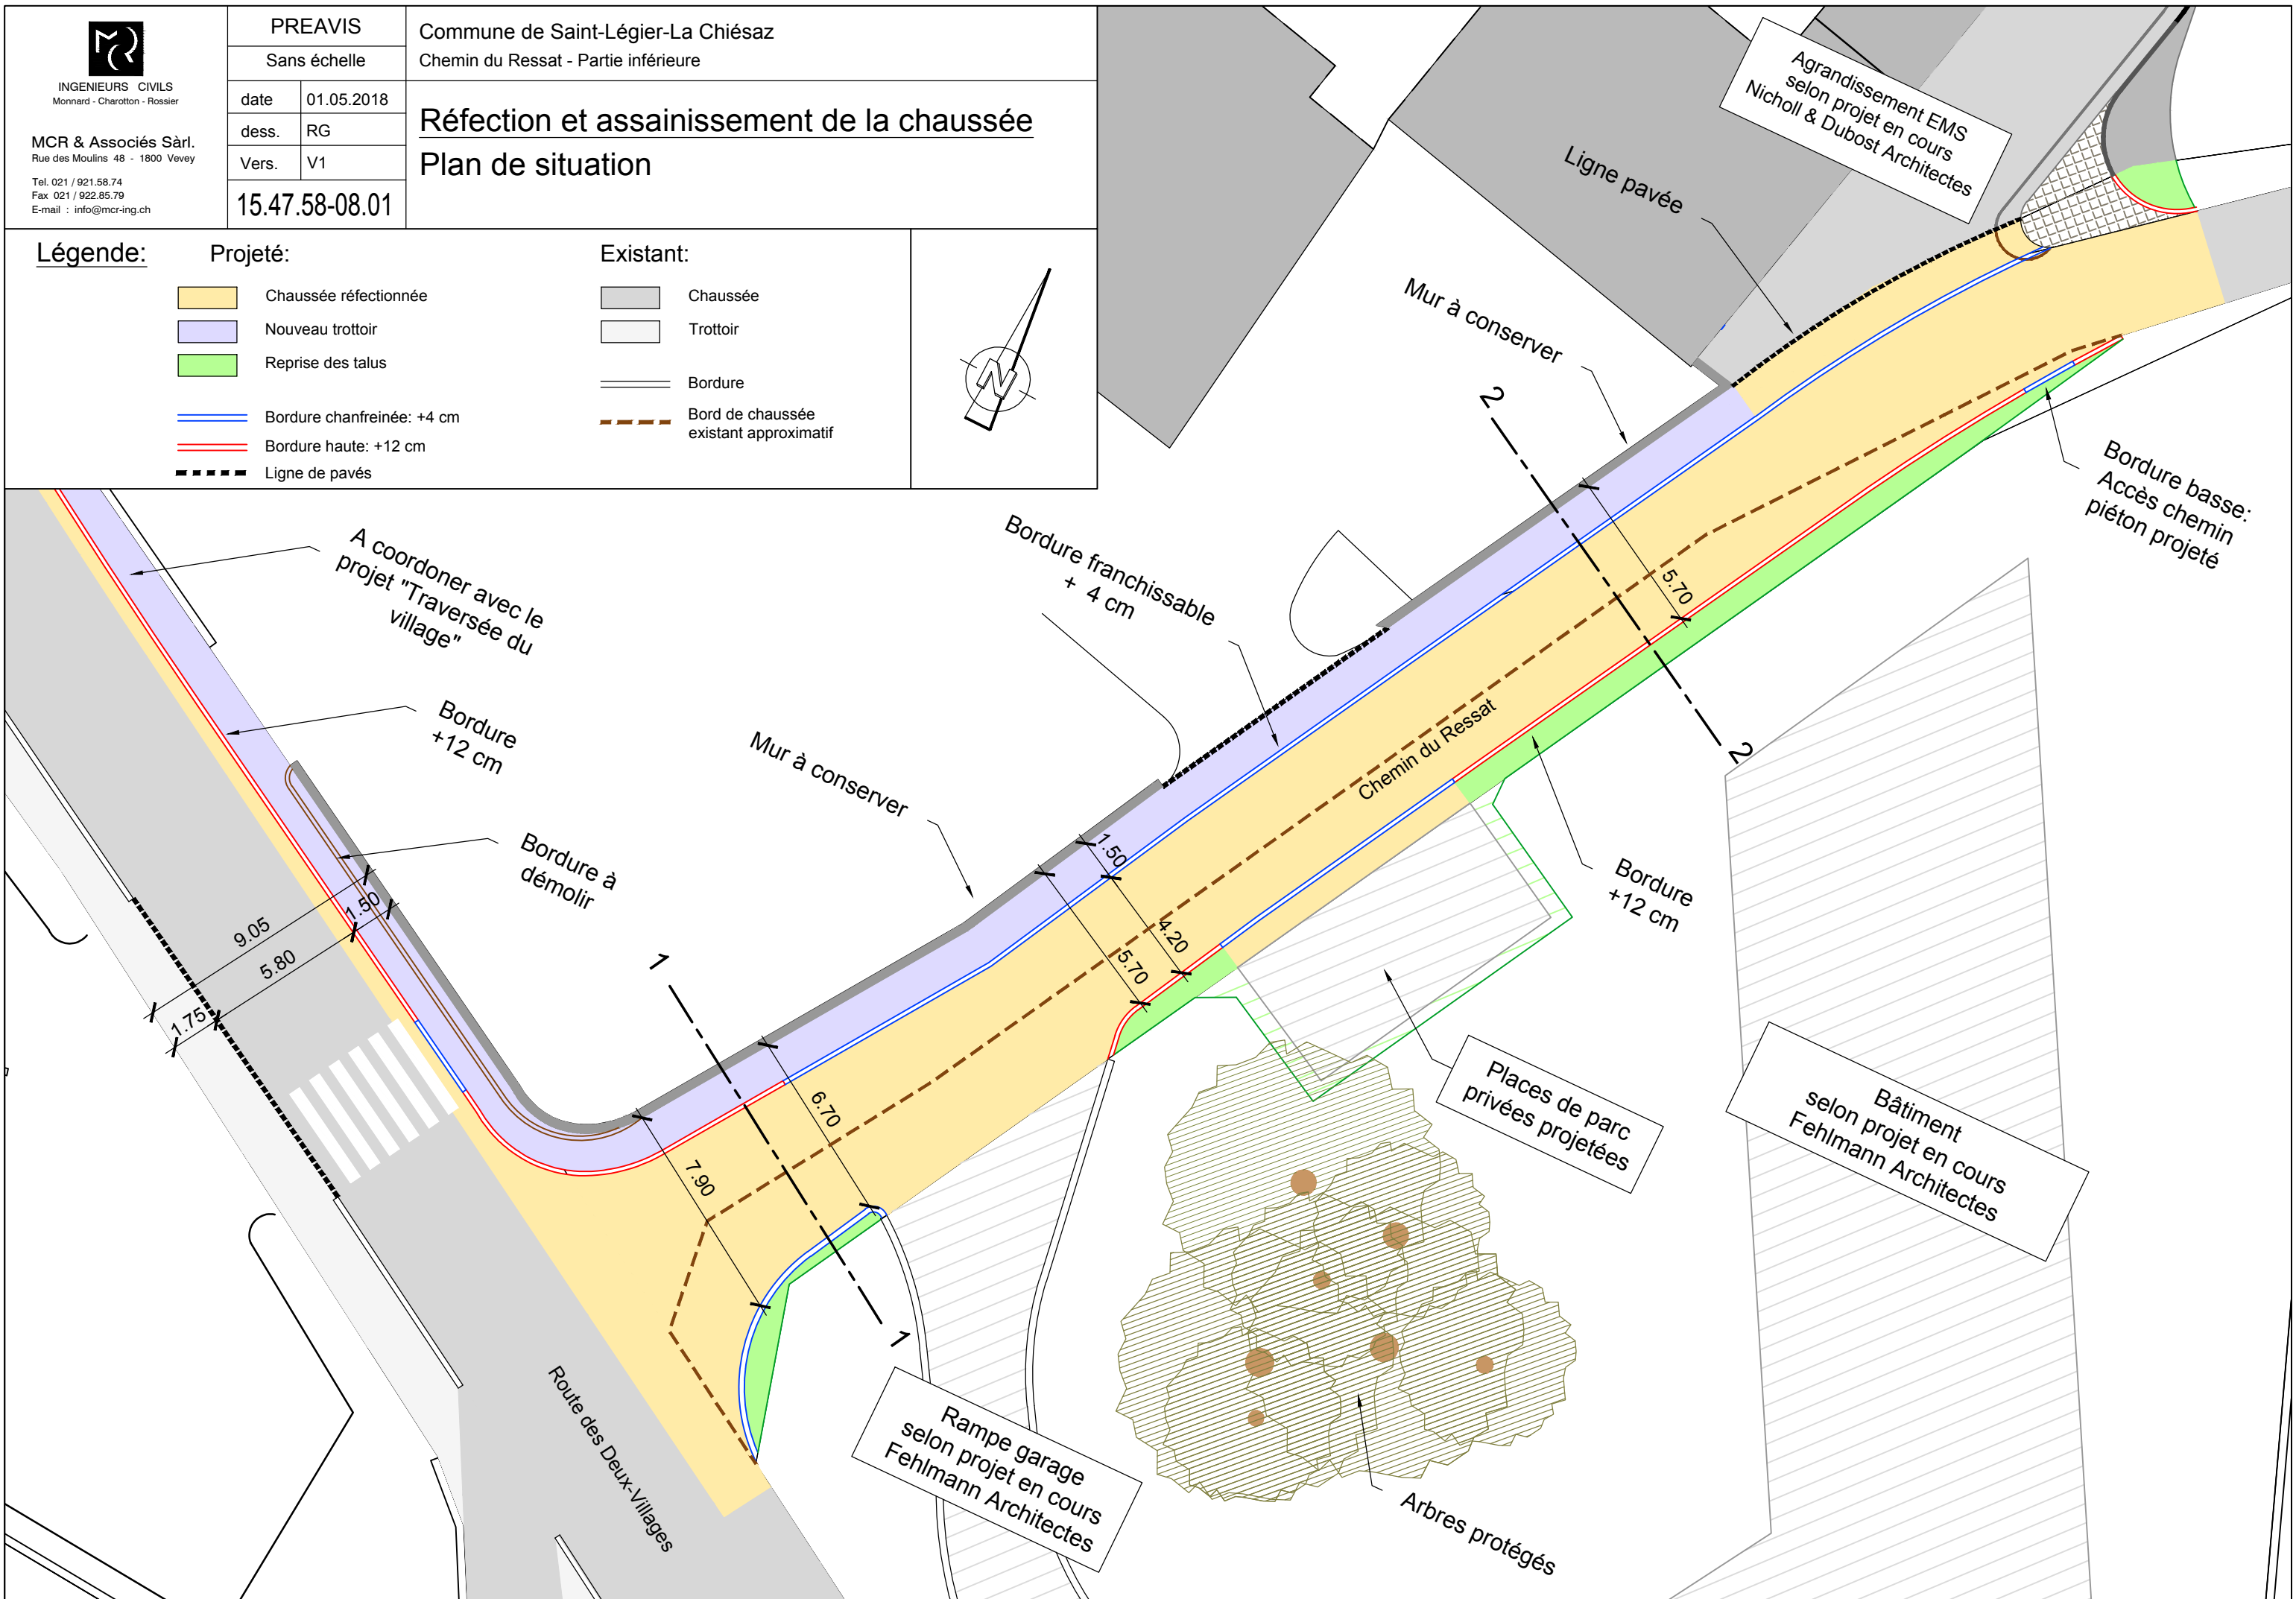 MCR
INGENIEURS CIVILS
Monnard - Charotton - Rossier
MCR & Associés Sàrl.
Rue des Moulins 48 - 1800 Vevey
Tel. 021 / 921.58.74
Fax 021 / 922.85.79
E-mail : info@mcr-ing.ch
PREAVIS
Sans échelle
date 01.05.2018
dess. RG
Vers. V1
15.47.58-08.01
Commune de Saint-Légier-La Chiésaz
Chemin du Ressat - Partie inférieure
Réfection et assainissement de la chaussée
Plan de situation
Légende:
Projeté:
Chaussée réfectionnée
Nouveau trottoir
Reprise des talus
Bordure chanfreinée: +4 cm
Bordure haute: +12 cm
Ligne de pavés
Existant:
Chaussée
Trottoir
Bordure
Bord de chaussée
existant approximatif
N
Agrandissement EMS
selon projet en cours
Nicholl & Dubost Architectes
Ligne pavée
Mur à conserver
2
Bordure basse:
Accès chemin
piéton projeté
A coordoner avec le
projet "Traversée du
village"
Bordure franchissable
+ 4 cm
5.70
Bordure
+12 cm
Mur à conserver
Chemin du Ressat
2
Bordure à
démolir
1.50
4.20
5.70
Bordure
+12 cm
9.05
1.50
5.80
1.75
1
6.70
7.90
1
Places de parc
privées projetées
Bâtiment
selon projet en cours
Fehlmann Architectes
Route des Deux-Villages
Rampe garage
selon projet en cours
Fehlmann Architectes
Arbres protégés